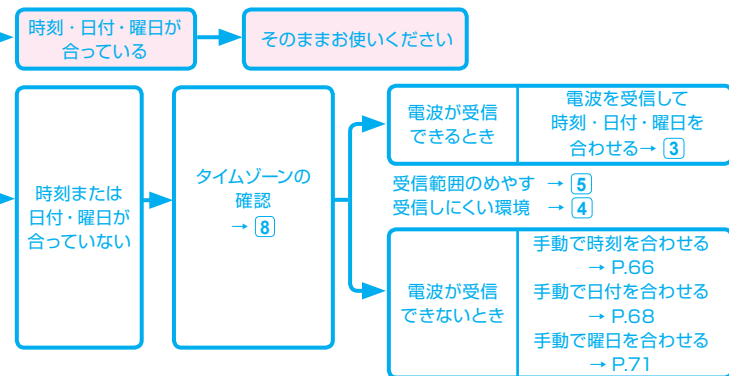 時刻・日付・曜日が
合っている
そのままお使いください
時刻または
日付・曜日が
合っていない
タイムゾーンの
確認
→ 8
電波が受信
できるとき
電波を受信して
時刻・日付・曜日を
合わせる→ 3
受信範囲のめやす → 5
受信しにくい環境 → 4
電波が受信
できないとき
手動で時刻を合わせる
→ P.66
手動で日付を合わせる
→ P.68
手動で曜日を合わせる
→ P.71